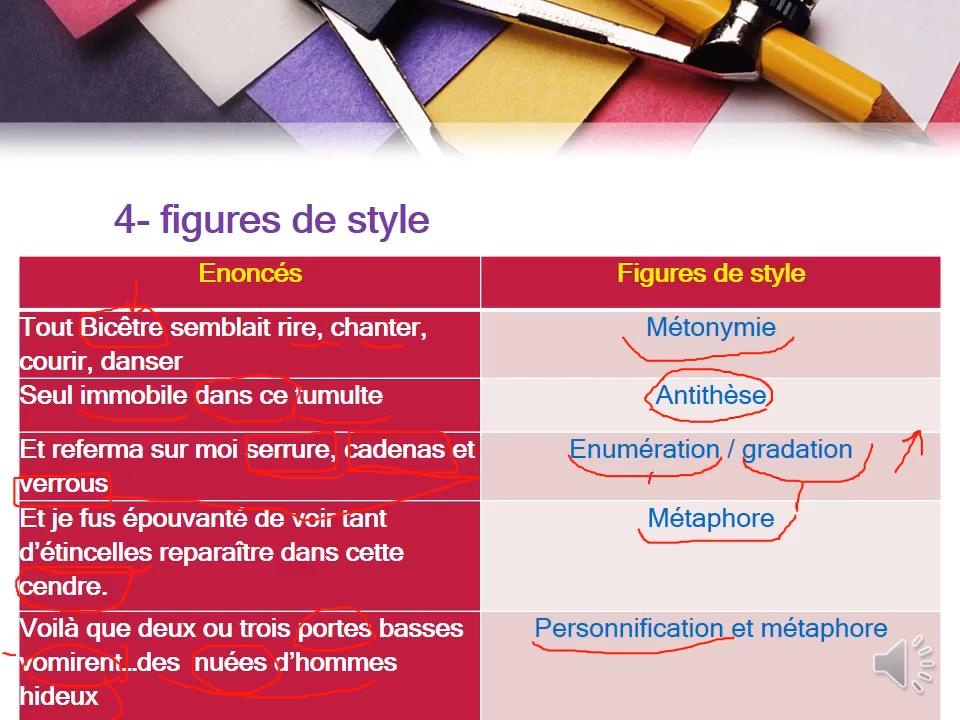 4- figures de style
Enoncés
Figures de style
Tout Bicêtre semblait rire, chanter,
courir, danser
Métonymie
Seul immobile dans ce tumulte
Antithèse
Et referma sur moi serrure, cadenas et
verrous
Enumération / gradation
Et je fus épouvanté de voir tant
d’étincelles reparaître dans cette
cendre.
Métaphore
Voilà que deux ou trois portes basses
vomirent...des nuées d’hommes
hideux
Personnification et métaphore